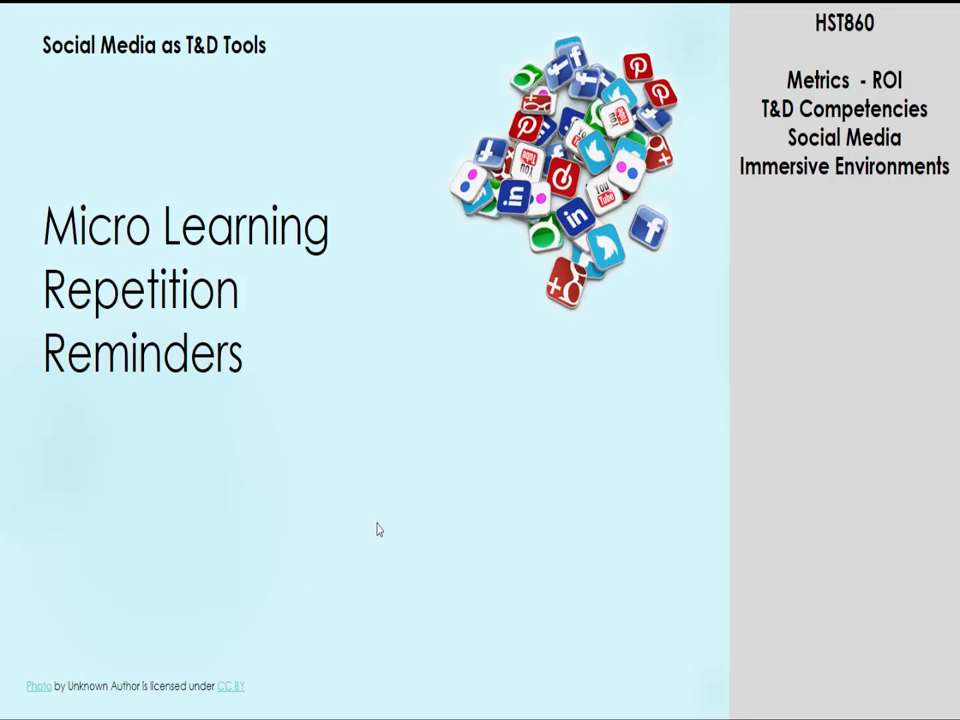 Social Media as T&D Tools
Micro Learning
Repetition
Reminders
Photo by Unknown Author is licensed under CC BY
HST860
Metrics - ROI
T&D Competencies
Social Media
Immersive Environments